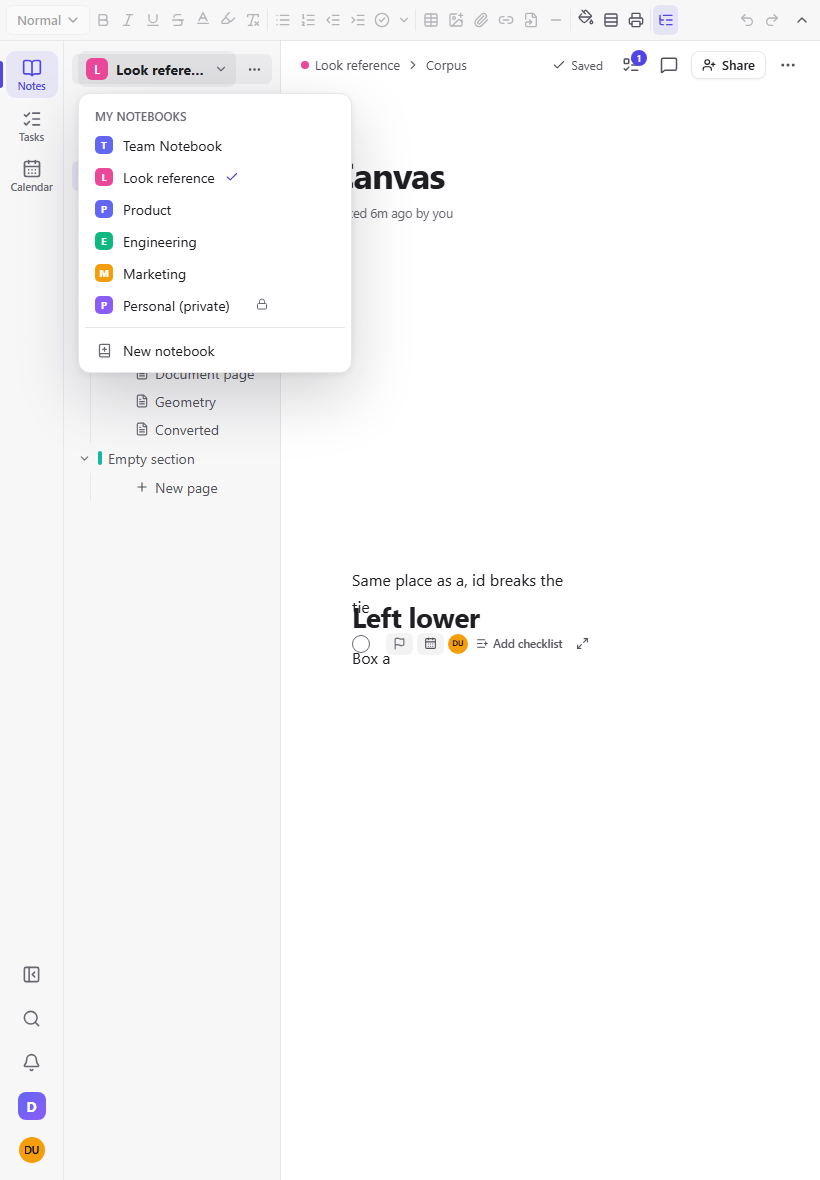 Normal
Notes
Tasks
Calendar
L Look refere...
Look reference > Corpus
Saved
1
Share
MY NOTEBOOKS
T Team Notebook
L Look reference
P Product
E Engineering
M Marketing
P Personal (private)
New notebook
Document page
Geometry
Converted
Empty section
+ New page
Canvas
6m ago by you
Same place as a, id breaks the
tie
Left lower
DU
Add checklist
Box a
D
DU